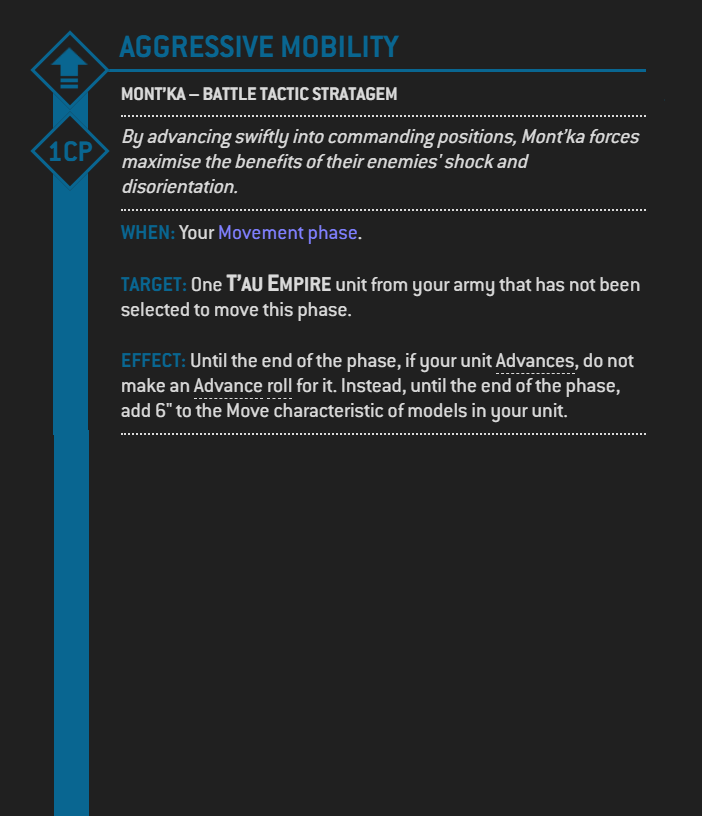 AGGRESSIVE MOBILITY
MONT'KA – BATTLE TACTIC STRATAGEM
1CP
By advancing swiftly into commanding positions, Mont'ka forces
maximise the benefits of their enemies' shock and
disorientation.
WHEN: Your Movement phase.
TARGET: One T'AU EMPIRE unit from your army that has not been
selected to move this phase.
EFFECT: Until the end of the phase, if your unit Advances, do not
make an Advance roll for it. Instead, until the end of the phase,
add 6" to the Move characteristic of models in your unit.